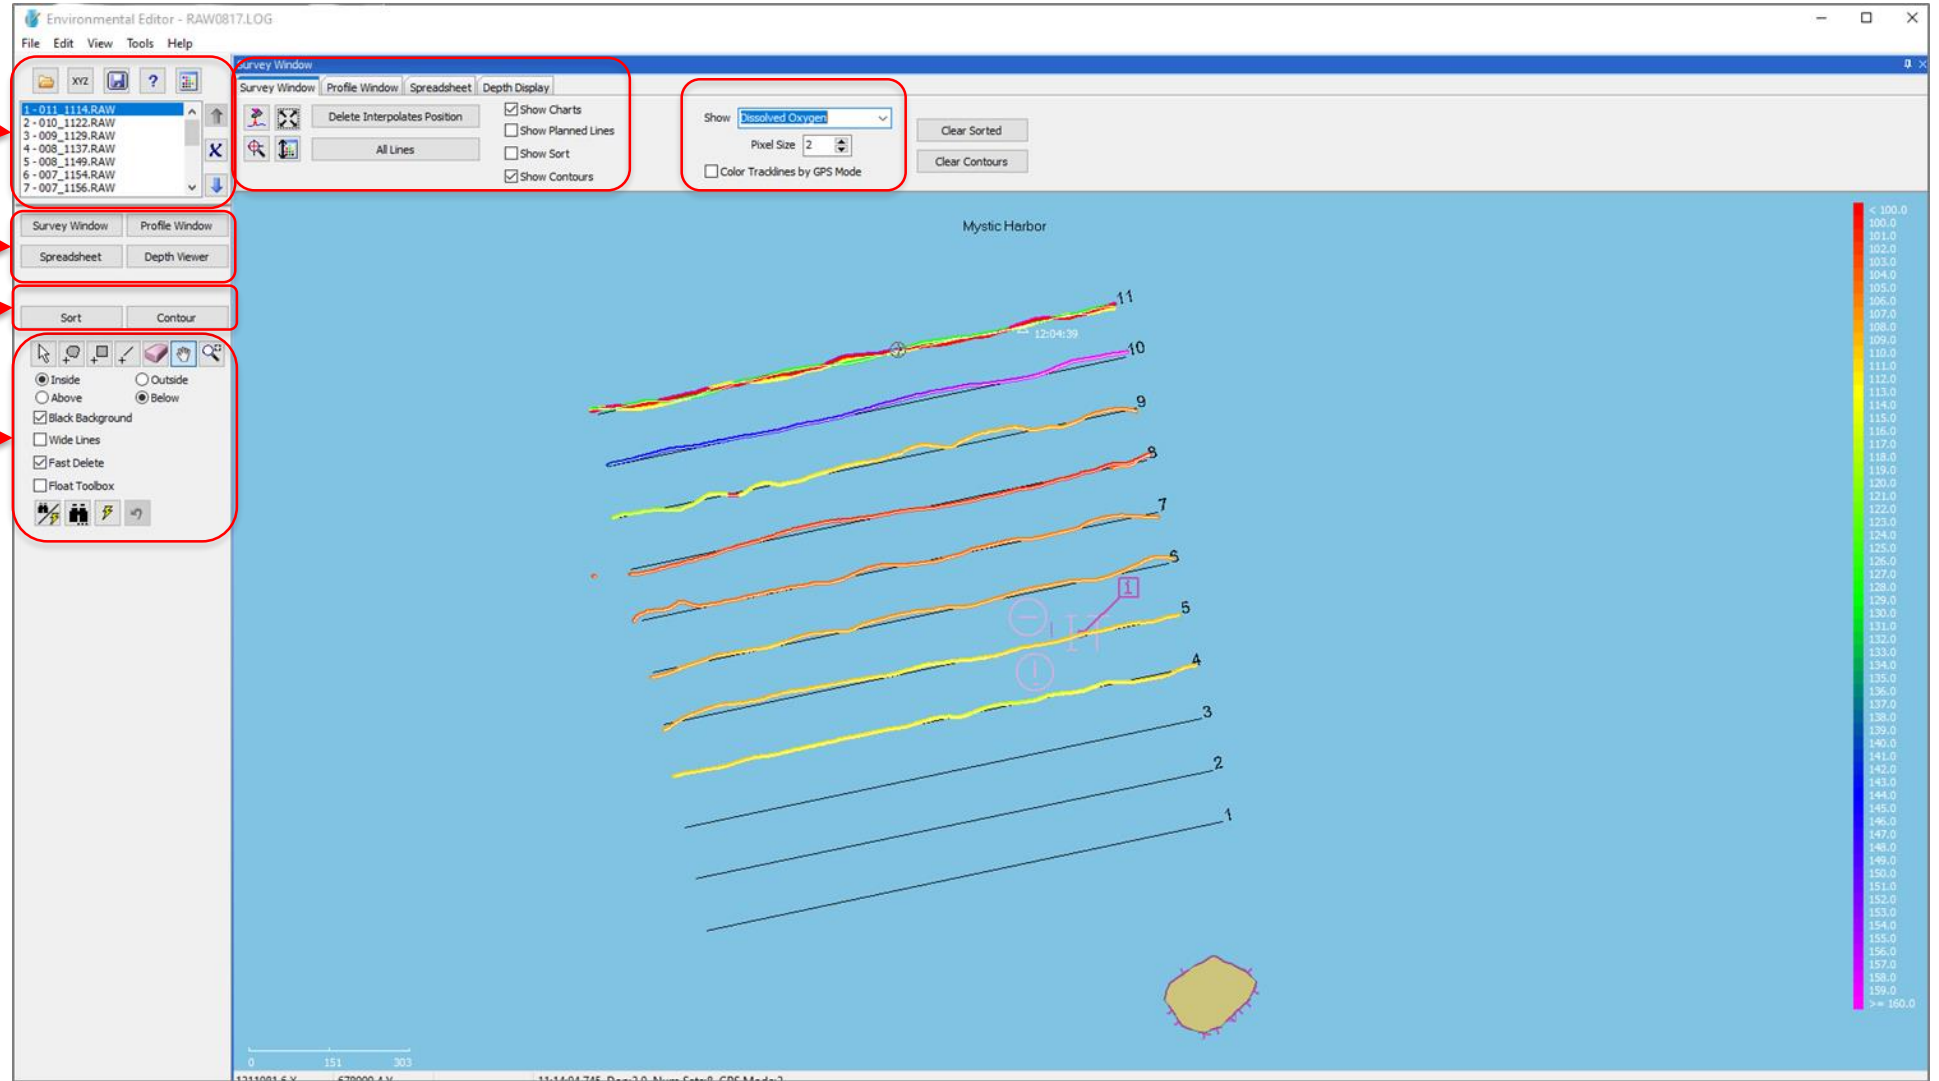 Environmental Editor - RAW0817.LOG
File Edit View Tools Help
XYZ
?
1 - 011_1114.RAW
2 - 010_1122.RAW
3 - 009_1129.RAW
4 - 008_1137.RAW
5 - 008_1149.RAW
6 - 007_1154.RAW
7 - 007_1156.RAW
Survey Window
Profile Window
Spreadsheet
Depth Viewer
Sort
Contour
Inside
Outside
Above
Below
Black Background
Wide Lines
Fast Delete
Float Toolbox
Survey Window
Survey Window Profile Window Spreadsheet Depth Display
Delete Interpolates Position
All Lines
Show Charts
Show Planned Lines
Show Sort
Show Contours
Show Dissolved Oxygen
Pixel Size 2
Color Tracklines by GPS Mode
Clear Sorted
Clear Contours
Mystic Harbor
11
12:04:39
10
9
8
7
6
1
5
4
3
2
1
< 100.0
100.0
101.0
102.0
103.0
104.0
105.0
106.0
107.0
108.0
109.0
110.0
111.0
112.0
113.0
114.0
115.0
116.0
117.0
118.0
119.0
120.0
121.0
122.0
123.0
124.0
125.0
126.0
127.0
128.0
129.0
130.0
131.0
132.0
133.0
134.0
135.0
136.0
137.0
138.0
139.0
140.0
141.0
142.0
143.0
144.0
145.0
146.0
147.0
148.0
149.0
150.0
151.0
152.0
153.0
154.0
155.0
156.0
157.0
158.0
159.0
>= 160.0
0 151 303